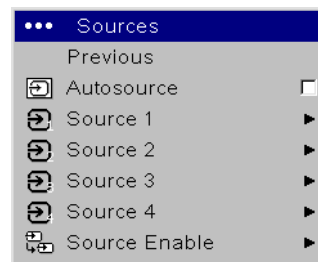 ••• Sources
Previous
Autosource
Source 1
Source 2
Source 3
Source 4
Source Enable